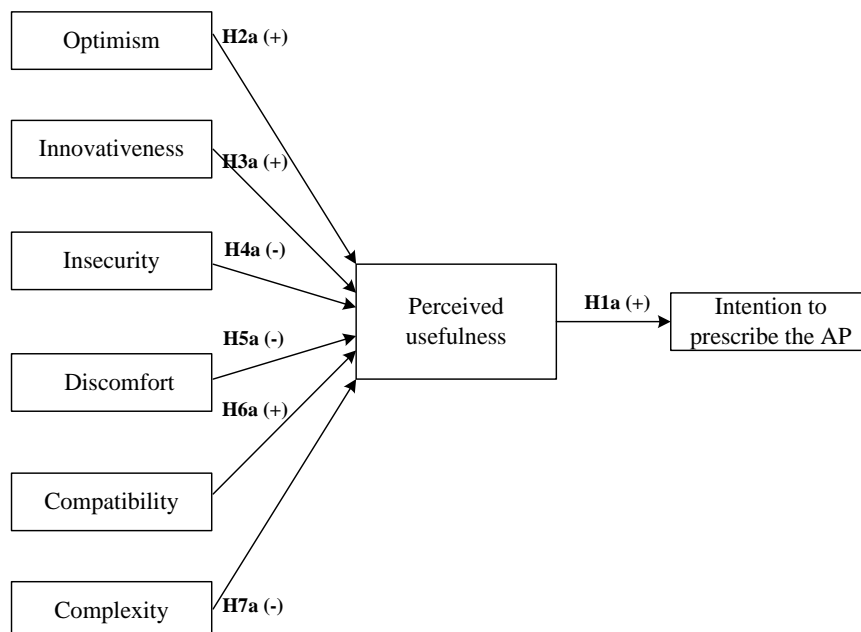 Optimism
H2a (+)
Innovativeness
H3a (+)
Insecurity
H4a (-)
Discomfort
H5a (-)
Compatibility
H6a (+)
Complexity
H7a (-)
Perceived
usefulness
H1a (+)
Intention to
prescribe the AP